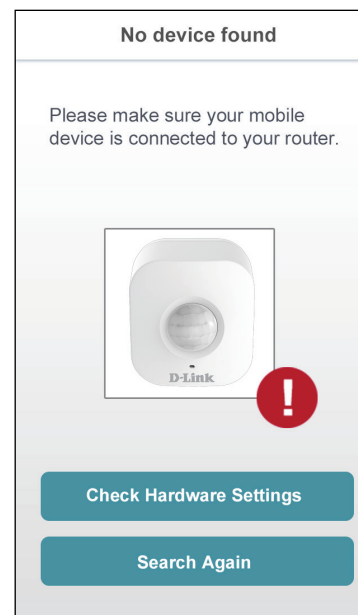 No device found
Please make sure your mobile
device is connected to your router.
D-Link
!
Check Hardware Settings
Search Again